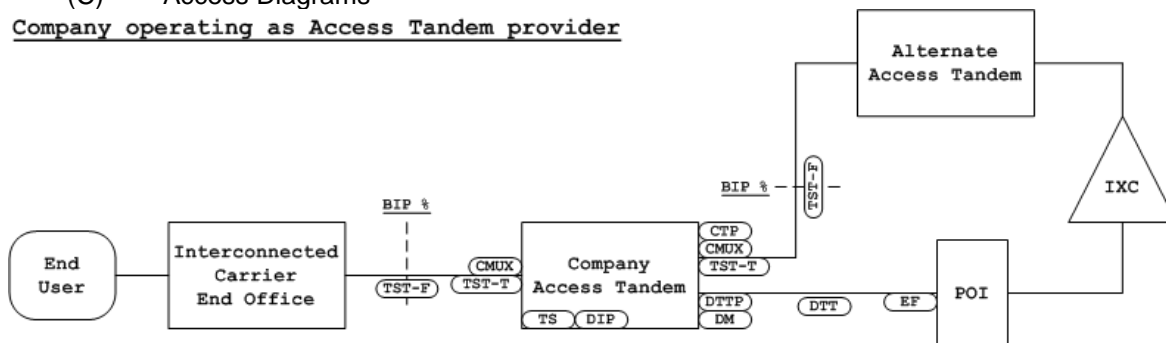 (C) Access Diagrams
Company operating as Access Tandem provider
Alternate
Access Tandem
TST-F
BIP %
IXC
BIP %
CTP
CMUX
TST-T
Interconnected
Carrier
End Office
End
User
CMUX
TST-T
TST-F
Company
Access Tandem
POI
DTTP
DM
DTT
EF
TS
DIP